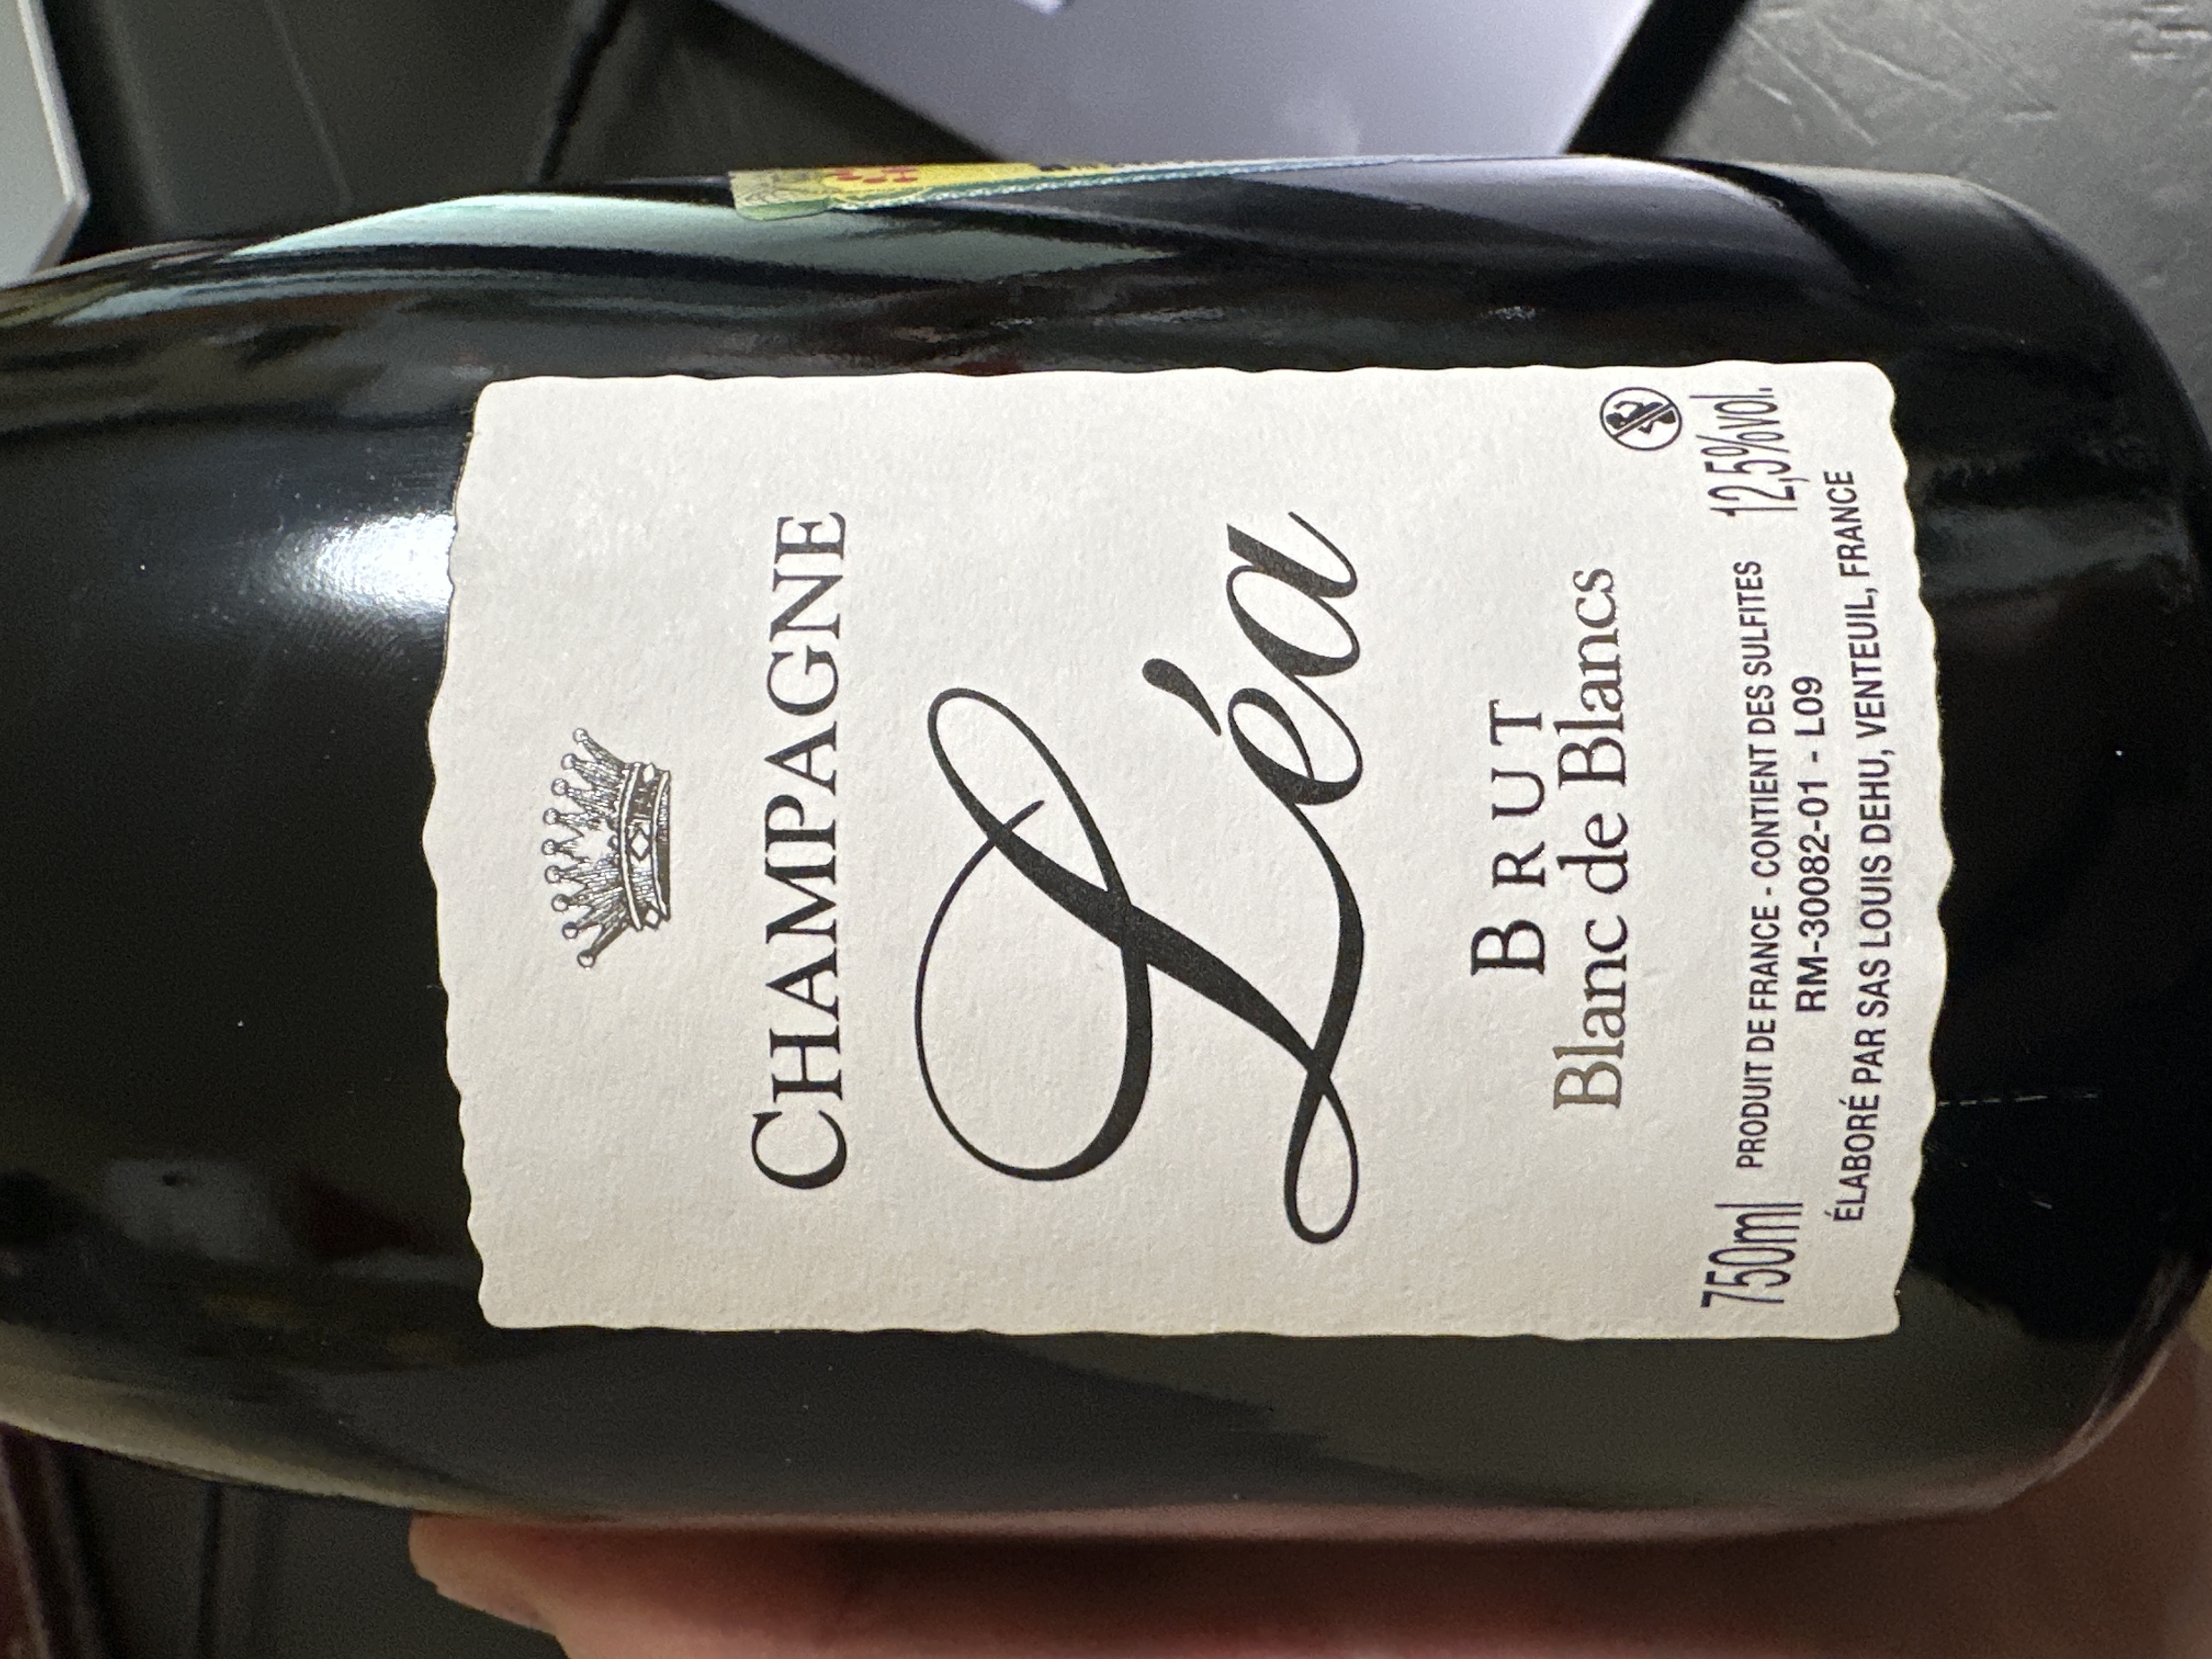 CHAMPAGNE
Léa
BRUT
Blanc de Blancs
750ml PRODUIT DE FRANCE - CONTIENT DES SULFITES 12,5%vol.
RM-30082-01 - L09
ÉLABORÉ PAR SAS LOUIS DEHU, VENTEUIL, FRANCE